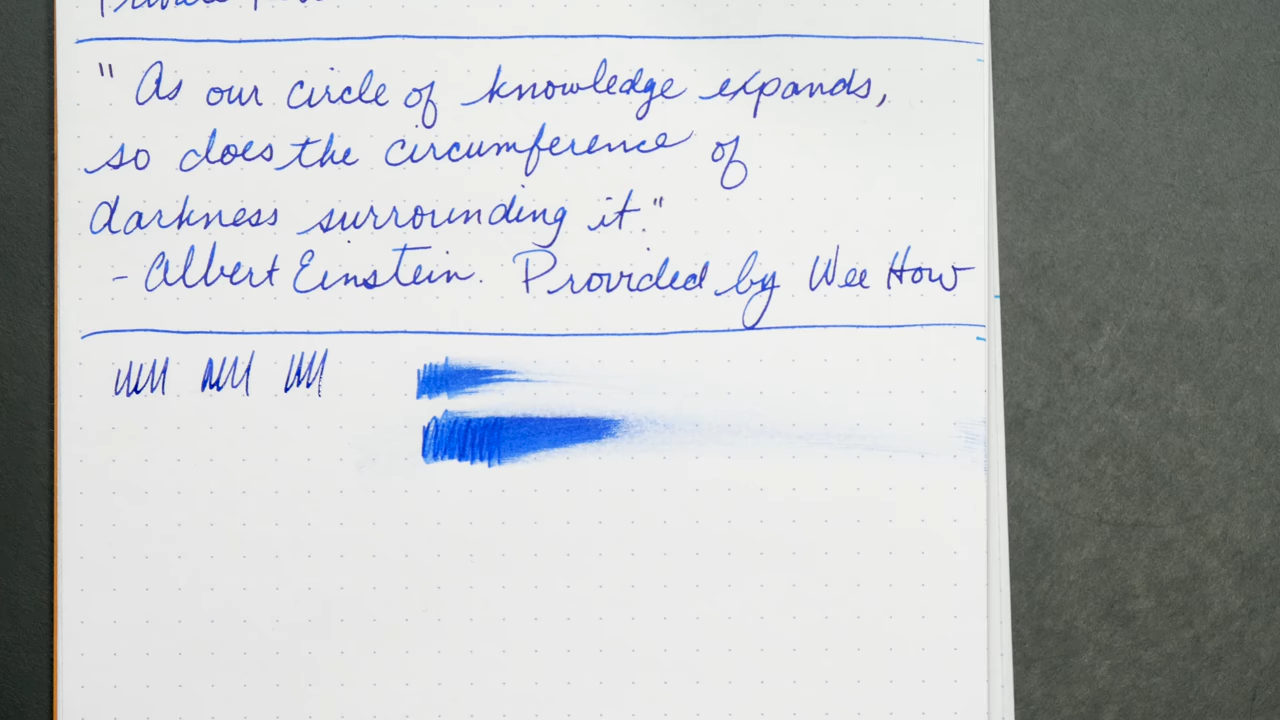 " As our circle of knowledge expands,
so does the circumference of
darkness surrounding it."
- Albert Einstein. Provided by Wee How